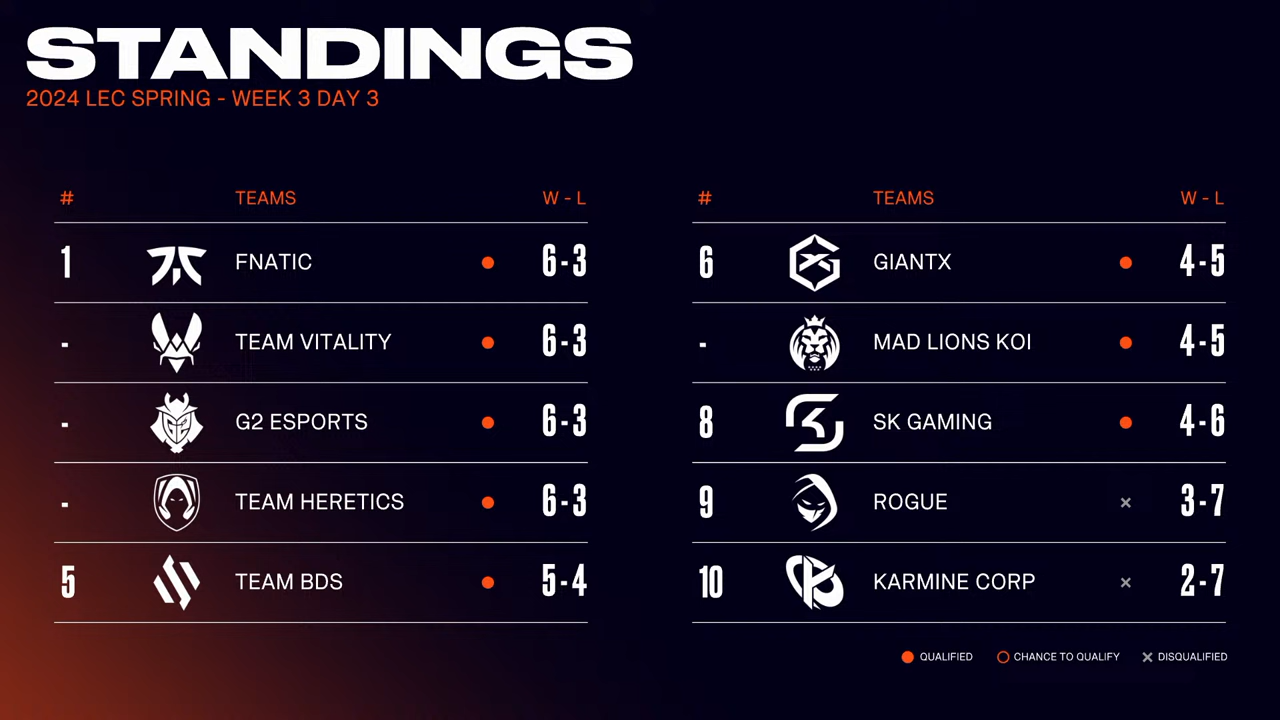 STANDINGS
2024 LEC SPRING - WEEK 3 DAY 3
# TEAMS W - L
1 FNATIC 6-3
- TEAM VITALITY 6-3
- G2 ESPORTS 6-3
- TEAM HERETICS 6-3
5 TEAM BDS 5-4
# TEAMS W - L
6 GIANTX 4-5
- MAD LIONS KOI 4-5
8 SK GAMING 4-6
9 ROGUE 3-7
10 KARMINE CORP 2-7
QUALIFIED CHANCE TO QUALIFY DISQUALIFIED